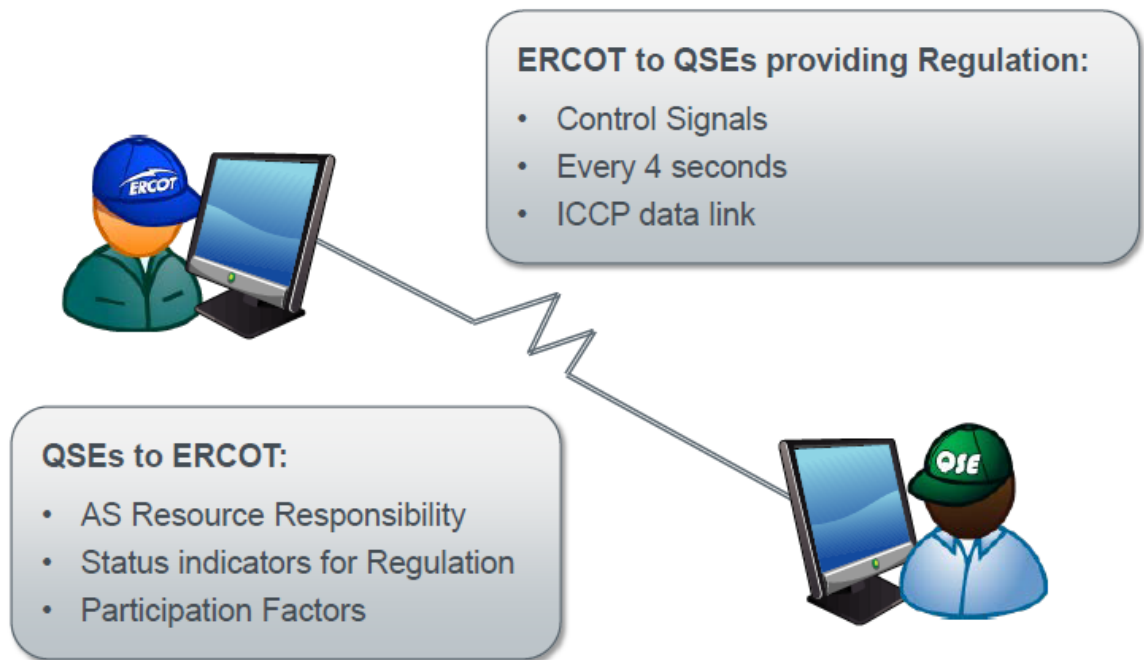 ERCOT to QSEs providing Regulation:
• Control Signals
• Every 4 seconds
• ICCP data link
ERCOT
QSEs to ERCOT:
• AS Resource Responsibility
• Status indicators for Regulation
• Participation Factors
QSE